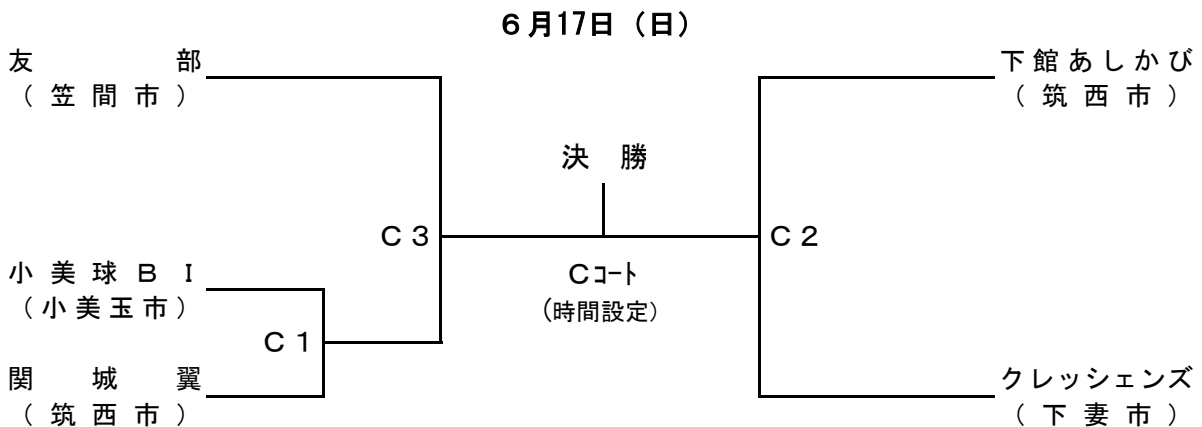 ６月17日（日）
友部
（笠間市）
下館あしかび
（筑西市）
決勝
Ｃ３
Ｃ２
小美球ＢＩ
（小美玉市）
Ｃｺｰﾄ
（時間設定）
Ｃ１
関城翼
（筑西市）
クレッシェンズ
（下妻市）